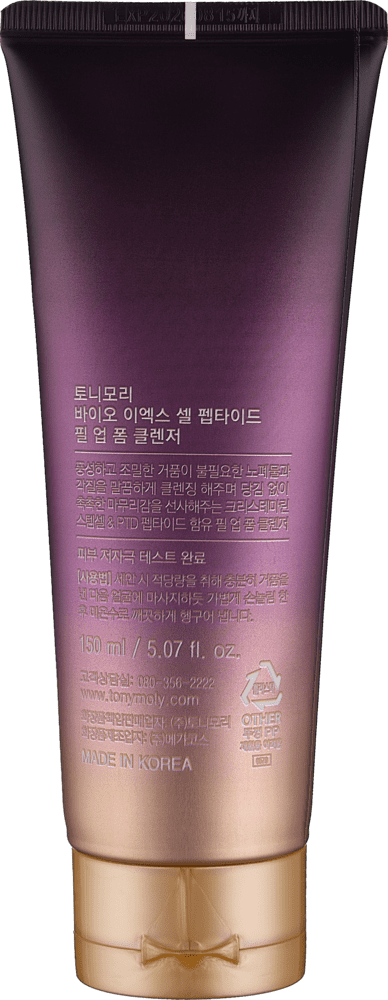 토니모리
바이오 이엑스 셀 펩타이드
필 업 폼 클렌저
풍성하고 조밀한 거품이 불필요한 노폐물과
각질을 말끔하게 클렌징 해주며 당김 없이
촉촉한 마무리감을 선사해주는 크리스테마린
스템셀 & PTD 펩타이드 함유 필 업 폼 클렌저
피부 저자극 테스트 완료
[사용법] 세안 시 적당량을 취해 충분히 거품을
낸 다음 얼굴에 마사지하듯 가볍게 손놀림 한
후 미온수로 깨끗하게 헹구어 냅니다.
150 ml / 5.07 fl. oz.
고객상담실: 080-356-2222
www.tonymoly.com
화장품책임판매업자: (주)토니모리
화장품제조업자: (주)메가코스
MADE IN KOREA
OTHER
뚜껑 PP